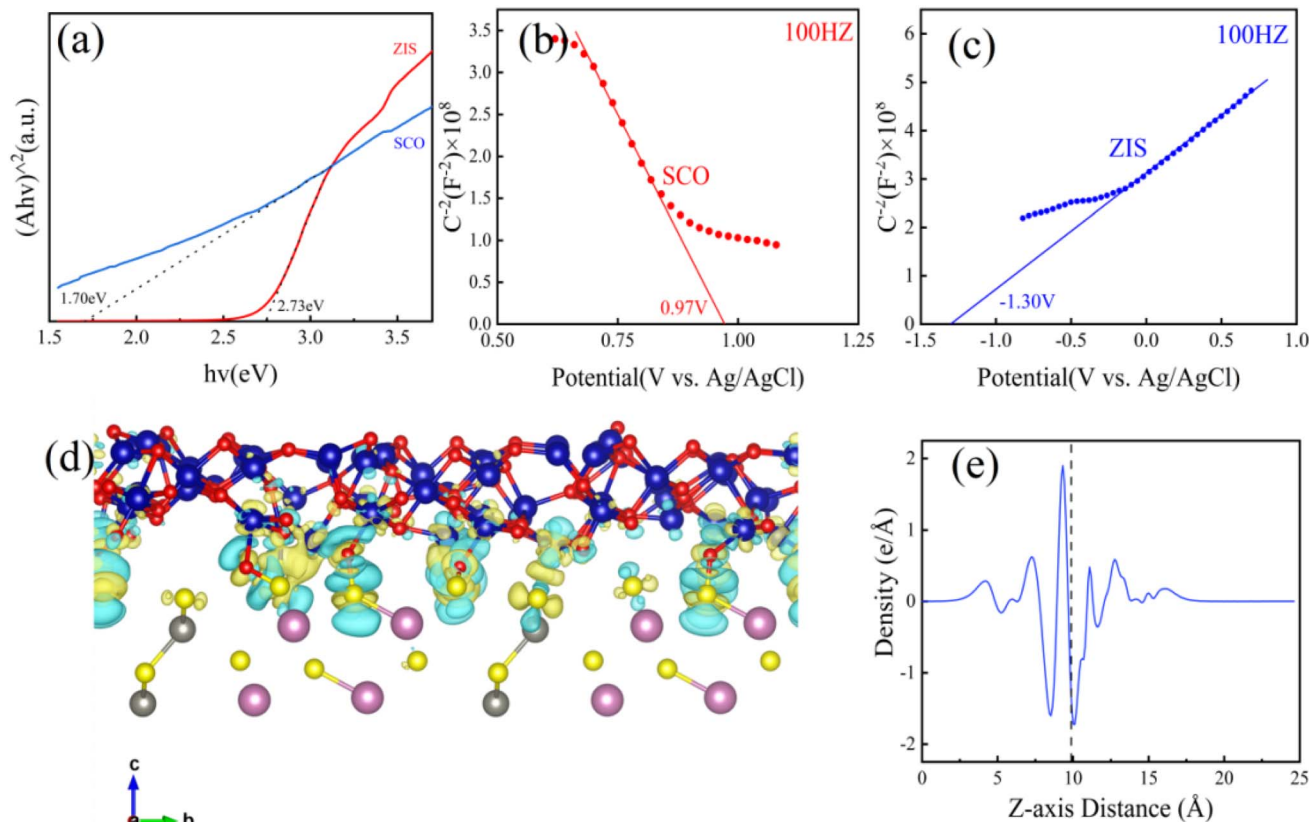 (a)
ZIS
SCO
1.70eV
2.73eV
(Ahv)^2(a.u.)
1.5 2.0 2.5 3.0 3.5
hv(eV)
(b)
100HZ
SCO
0.97V
C⁻²(F⁻²)×10⁸
3.5
3.0
2.5
2.0
1.5
1.0
0.5
0.0
0.50 0.75 1.00 1.25
Potential(V vs. Ag/AgCl)
(c)
100HZ
ZIS
-1.30V
C⁻²(F⁻²)×10⁸
6
5
4
3
2
1
0
-1.5 -1.0 -0.5 0.0 0.5 1.0
Potential(V vs. Ag/AgCl)
(d)
c
a
b
(e)
Density (e/Å)
2
1
0
-1
-2
0 5 10 15 20 25
Z-axis Distance (Å)